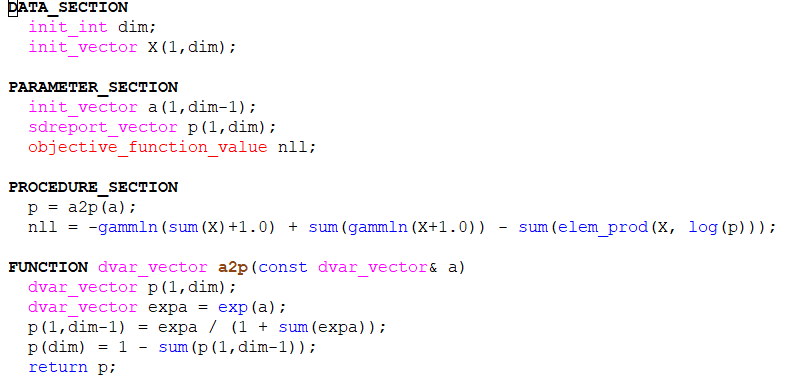 DATA_SECTION
  init_int dim;
  init_vector X(1,dim);

PARAMETER_SECTION
  init_vector a(1,dim-1);
  sdreport_vector p(1,dim);
  objective_function_value nll;

PROCEDURE_SECTION
  p = a2p(a);
  nll = -gammln(sum(X)+1.0) + sum(gammln(X+1.0)) - sum(elem_prod(X, log(p)));

FUNCTION dvar_vector a2p(const dvar_vector& a)
  dvar_vector p(1,dim);
  dvar_vector expa = exp(a);
  p(1,dim-1) = expa / (1 + sum(expa));
  p(dim) = 1 - sum(p(1,dim-1));
  return p;